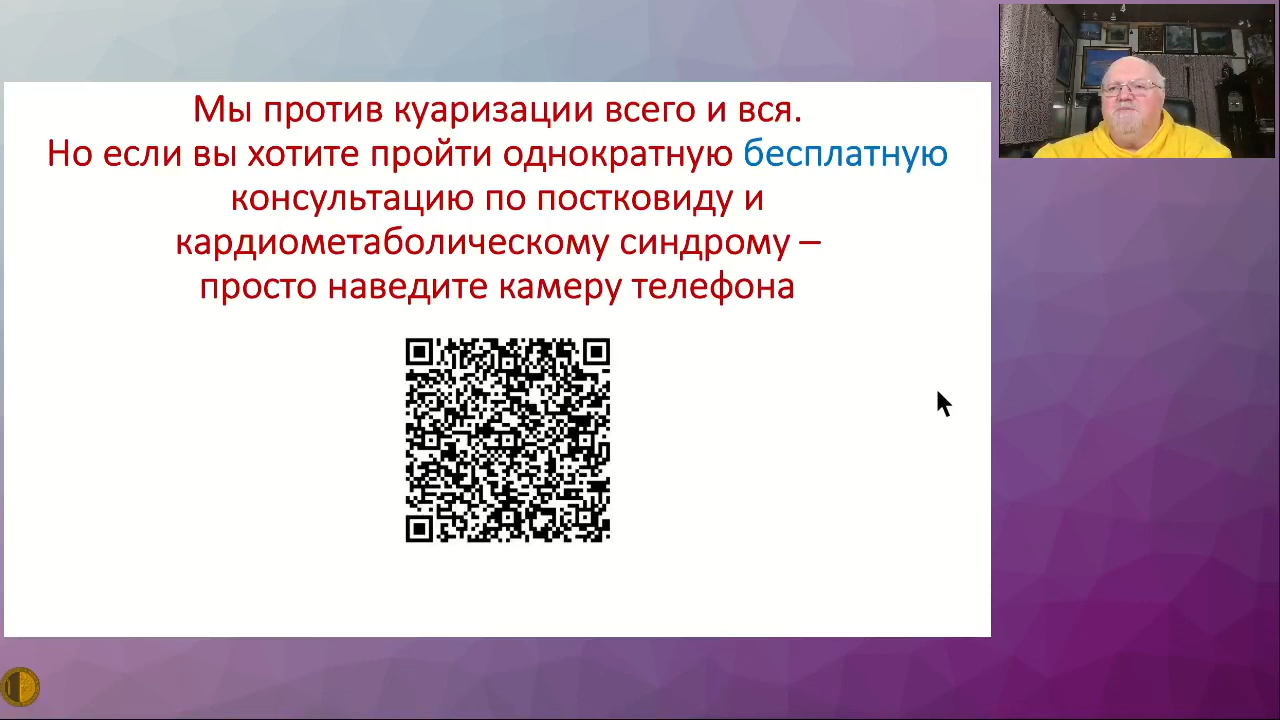 Мы против куаризации всего и вся.
Но если вы хотите пройти однократную бесплатную
консультацию по постковиду и
кардиометаболическому синдрому –
просто наведите камеру телефона